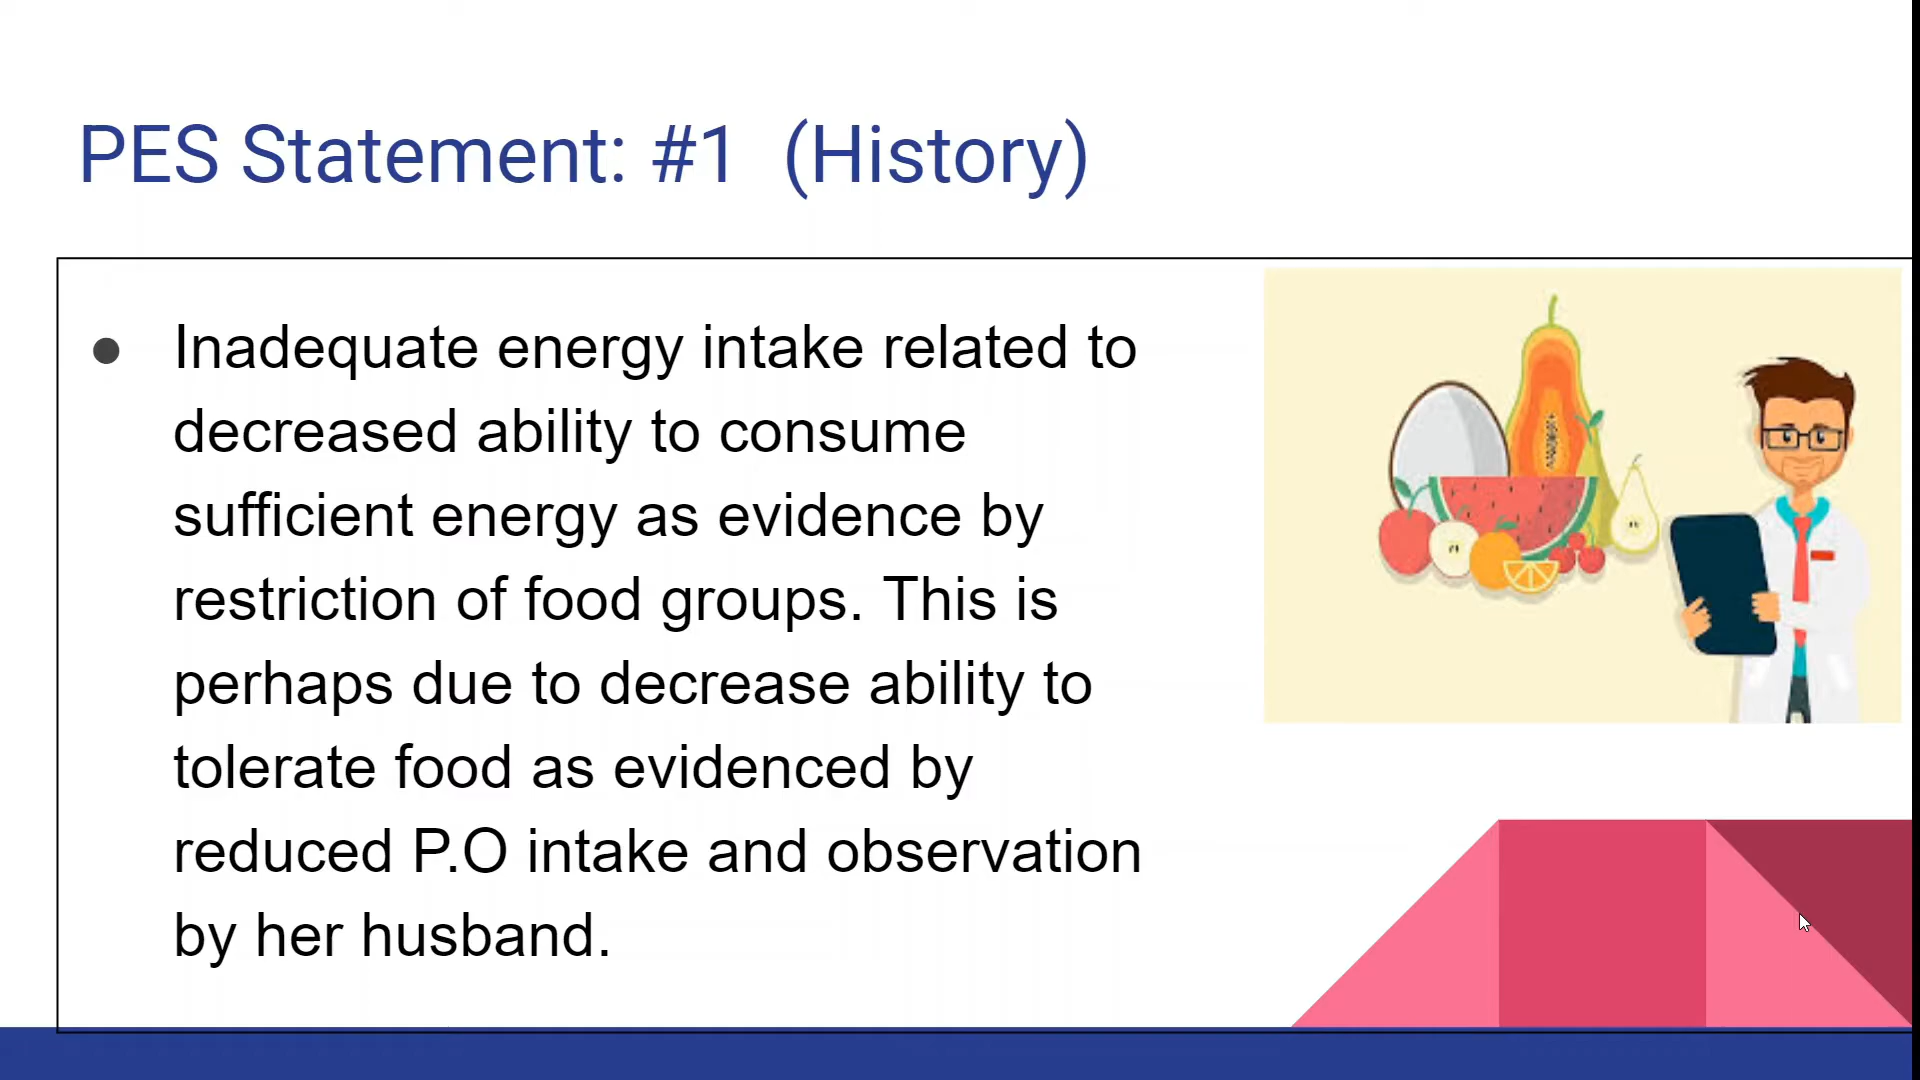 PES Statement: #1 (History)
● Inadequate energy intake related to
decreased ability to consume
sufficient energy as evidence by
restriction of food groups. This is
perhaps due to decrease ability to
tolerate food as evidenced by
reduced P.O intake and observation
by her husband.